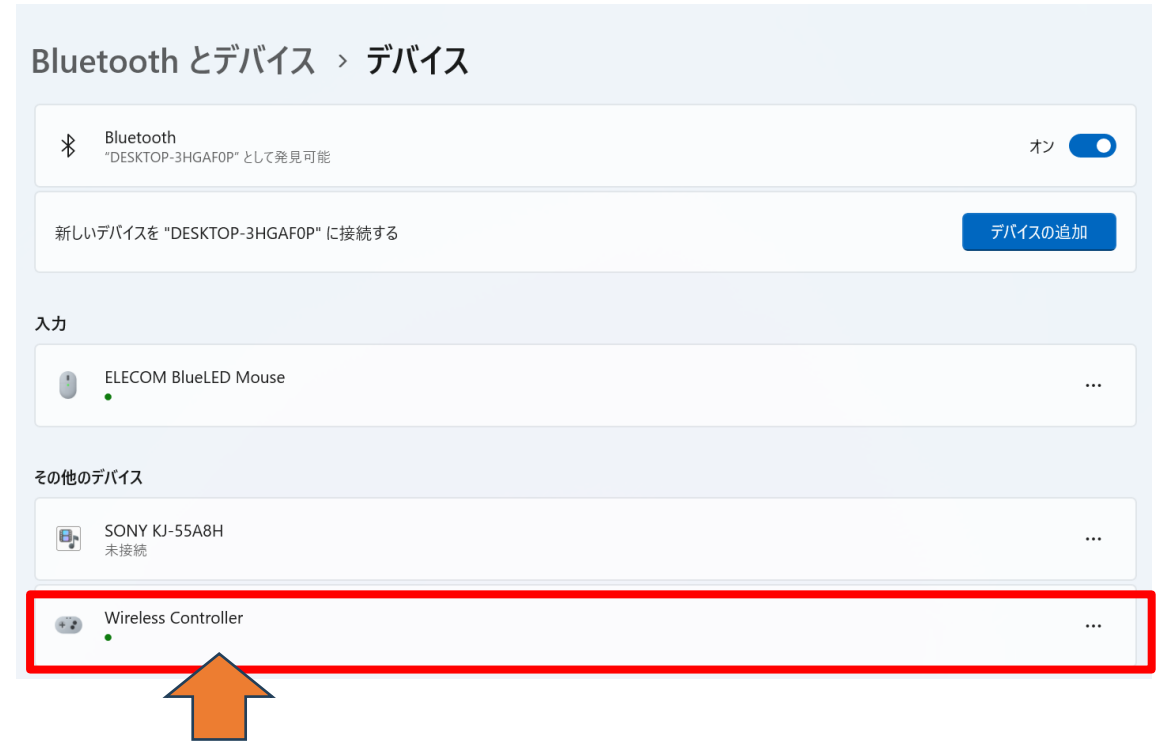 Bluetooth とデバイス › デバイス
Bluetooth
"DESKTOP-3HGAF0P" として発見可能
オン
新しいデバイスを "DESKTOP-3HGAF0P" に接続する
デバイスの追加
入力
ELECOM BlueLED Mouse
その他のデバイス
SONY KJ-55A8H
未接続
Wireless Controller